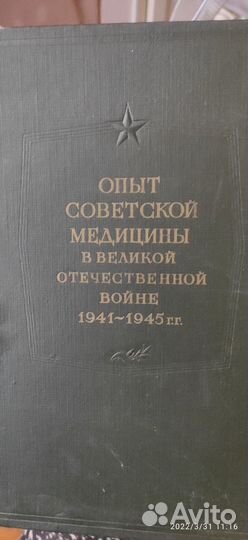 ОПЫТ
СОВЕТСКОЙ
МЕДИЦИНЫ
В ВЕЛИКОЙ
ОТЕЧЕСТВЕННОЙ
ВОЙНЕ
1941~1945 г.г.
Avito
2022/3/31 11:16